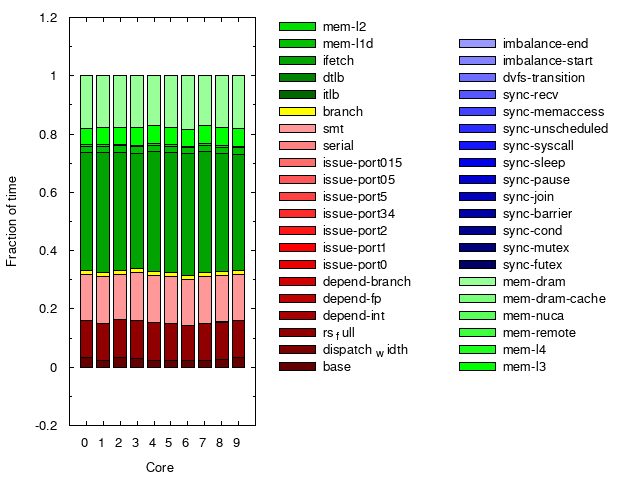 1.2
1
0.8
0.6
0.4
0.2
0
-0.2
Fraction of time
0 1 2 3 4 5 6 7 8 9
Core
mem-l2
mem-l1d
ifetch
dtlb
itlb
branch
smt
serial
issue-port015
issue-port05
issue-port5
issue-port34
issue-port2
issue-port1
issue-port0
depend-branch
depend-fp
depend-int
rs f ull
dispatch w idth
base
imbalance-end
imbalance-start
dvfs-transition
sync-recv
sync-memaccess
sync-unscheduled
sync-syscall
sync-sleep
sync-pause
sync-join
sync-barrier
sync-cond
sync-mutex
sync-futex
mem-dram
mem-dram-cache
mem-nuca
mem-remote
mem-l4
mem-l3